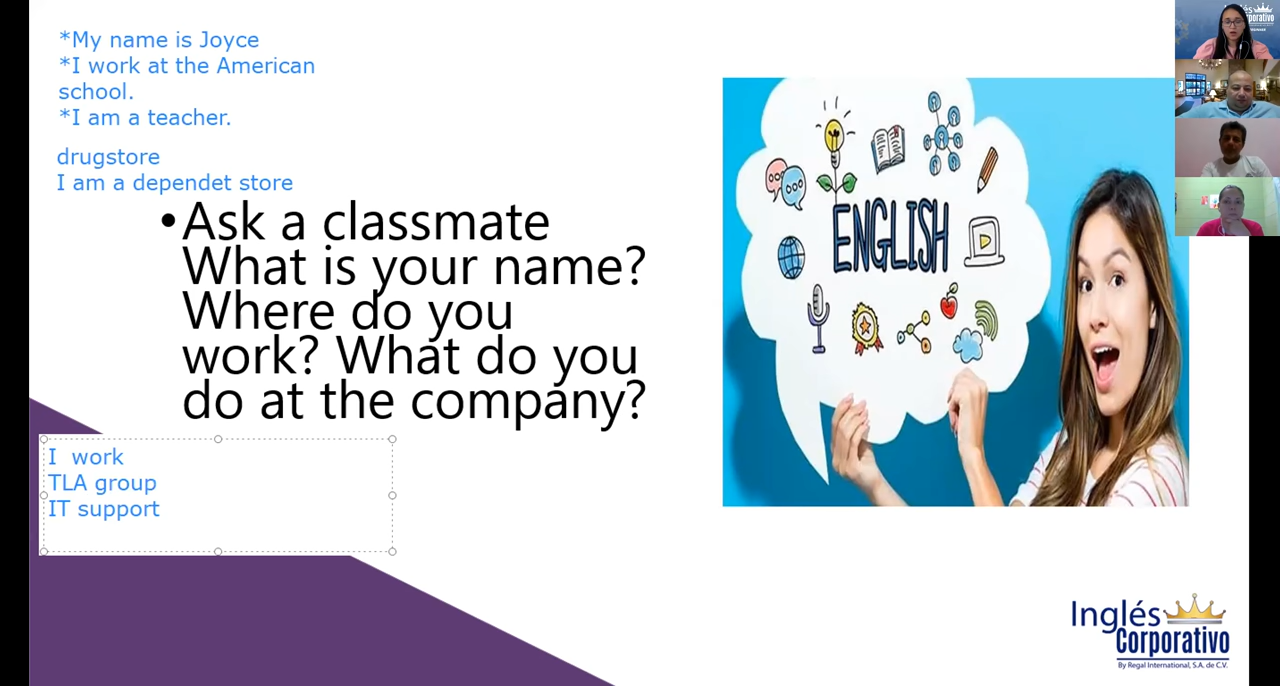 *My name is Joyce
*I work at the American
school.
*I am a teacher.
drugstore
I am a dependet store
•Ask a classmate
What is your name?
Where do you
work? What do you
do at the company?
I  work
TLA group
IT support
ENGLISH
Inglés
Corporativo
By Regal International, S.A. de C.V.